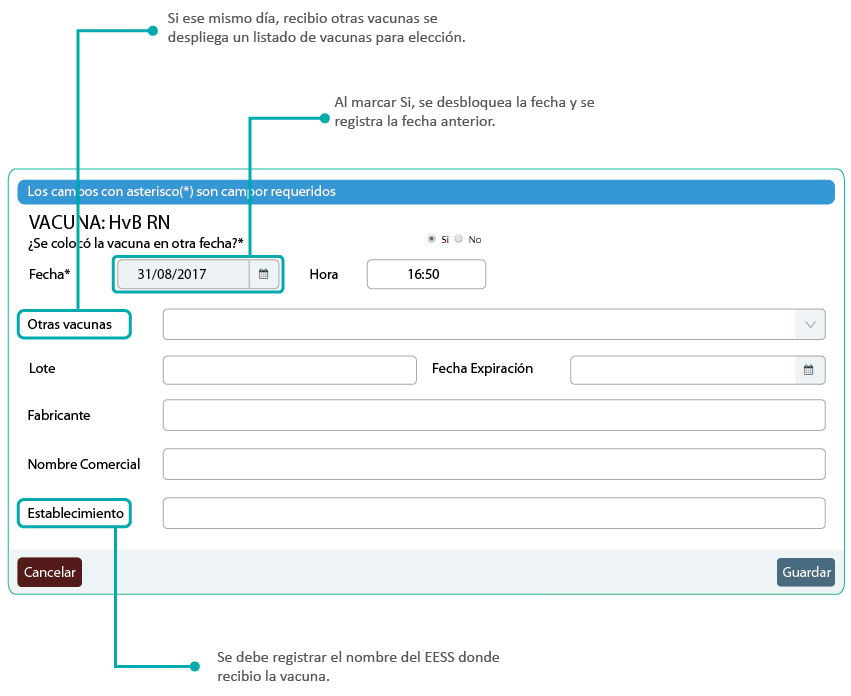 Si ese mismo día, recibio otras vacunas se
despliega un listado de vacunas para elección.
Al marcar Si, se desbloquea la fecha y se
registra la fecha anterior.
Los campos con asterisco(*) son campor requeridos
VACUNA: HvB RN
¿Se colocó la vacuna en otra fecha?* Si No
Fecha* 31/08/2017 Hora 16:50
Otras vacunas
Lote Fecha Expiración
Fabricante
Nombre Comercial
Establecimiento
Cancelar Guardar
Se debe registrar el nombre del EESS donde
recibio la vacuna.